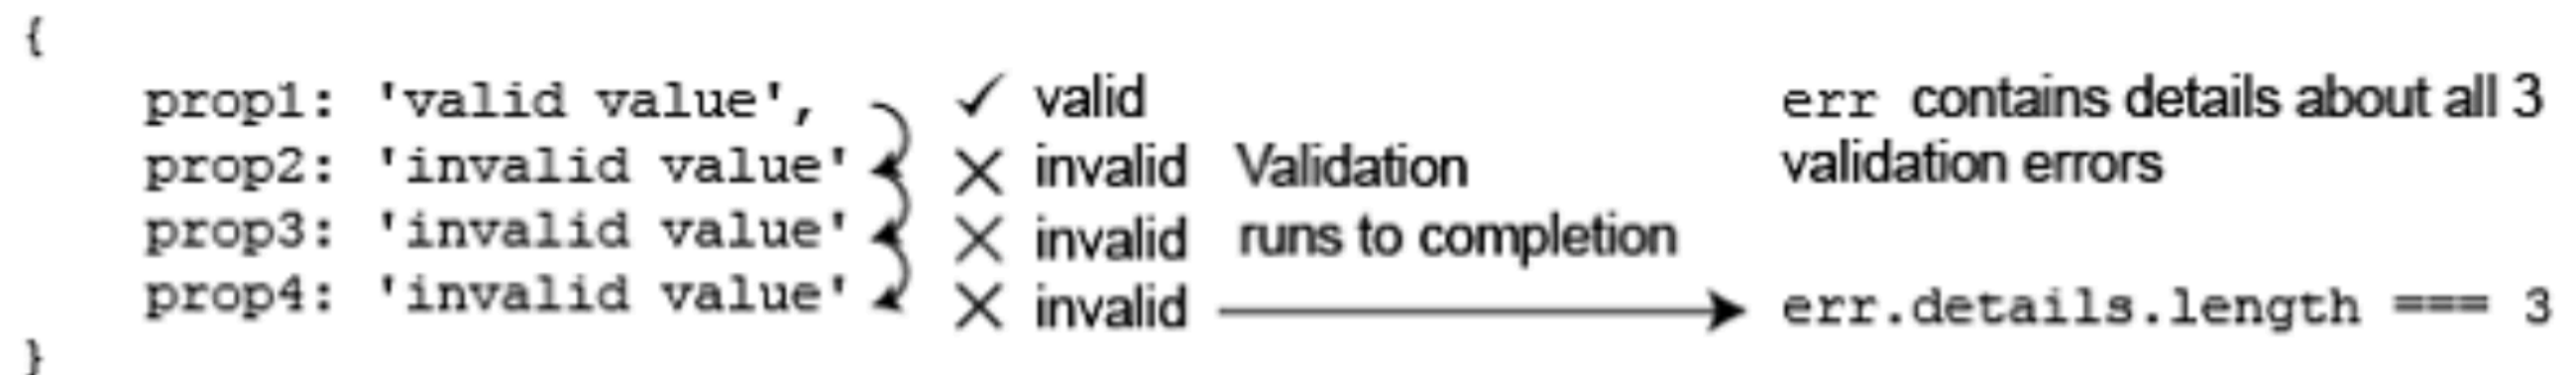 {
prop1: 'valid value', valid err contains details about all 3
prop2: 'invalid value' invalid Validation validation errors
prop3: 'invalid value' invalid runs to completion
prop4: 'invalid value' invalid err.details.length === 3
}